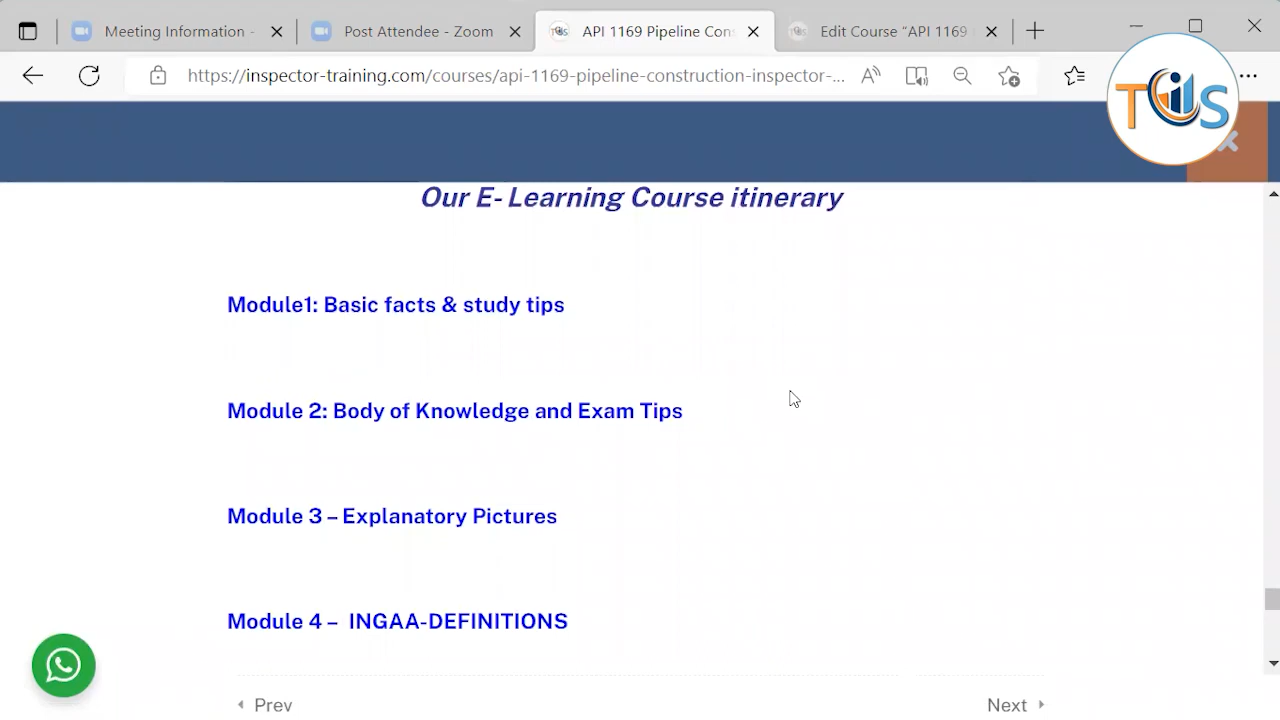 Meeting Information -
Post Attendee - Zoom
API 1169 Pipeline Cons
Edit Course "API 1169
https://inspector-training.com/courses/api-1169-pipeline-construction-inspector-...
TIIS
Our E- Learning Course itinerary
Module1: Basic facts & study tips
Module 2: Body of Knowledge and Exam Tips
Module 3 – Explanatory Pictures
Module 4 – INGAA-DEFINITIONS
Prev
Next